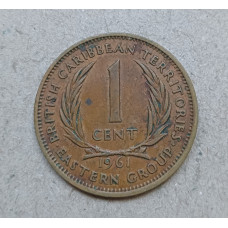 BRITISH CARIBBEAN TERRITORIES
1
CENT
1961
· EASTERN GROUP ·